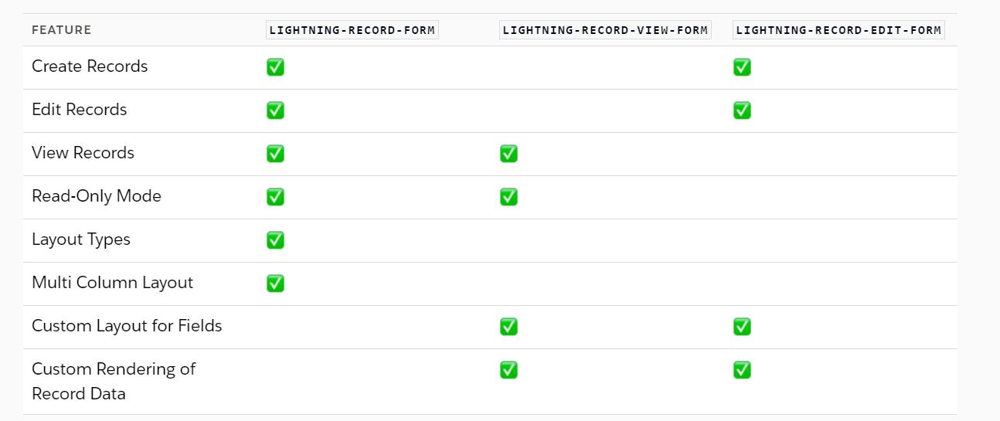 FEATURE LIGHTNING-RECORD-FORM LIGHTNING-RECORD-VIEW-FORM LIGHTNING-RECORD-EDIT-FORM
Create Records ✅ ✅
Edit Records ✅ ✅
View Records ✅ ✅
Read-Only Mode ✅ ✅
Layout Types ✅
Multi Column Layout ✅
Custom Layout for Fields ✅ ✅
Custom Rendering of ✅ ✅
Record Data